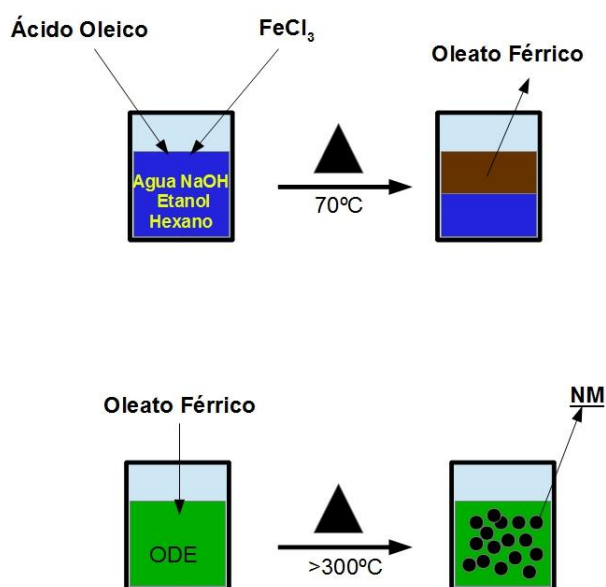 Ácido Oleico
FeCl₃
Oleato Férrico
Agua NaOH
Etanol
Hexano
70ºC
Oleato Férrico
NM
ODE
>300ºC